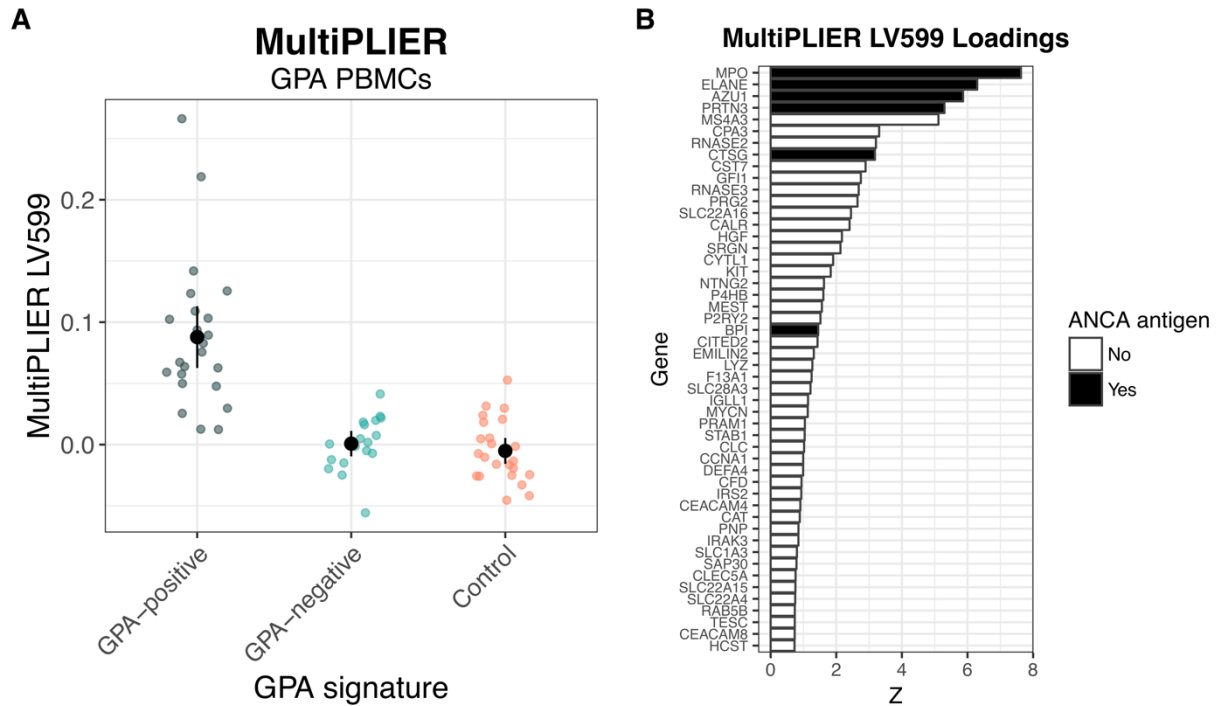 A
MultiPLIER
GPA PBMCs
MultiPLIER LV599
0.2
0.1
0.0
GPA−positive
GPA−negative
Control
GPA signature
B
MultiPLIER LV599 Loadings
Gene
MPO
ELANE
AZU1
PRTN3
MS4A3
CPA3
RNASE2
CTSG
CST7
GFI1
RNASE3
PRG2
SLC22A16
CALR
HGF
SRGN
CYTL1
KIT
NTNG2
P4HB
MEST
P2RY2
BPI
CITED2
EMILIN2
LYZ
F13A1
SLC28A3
IGLL1
MYCN
PRAM1
STAB1
CLC
CCNA1
DEFA4
CFD
IRS2
CEACAM4
CAT
PNP
IRAK3
SLC1A3
SAP30
CLEC5A
SLC22A15
SLC22A4
RAB5B
TESC
CEACAM8
HCST
0 2 4 6 8
Z
ANCA antigen
No
Yes